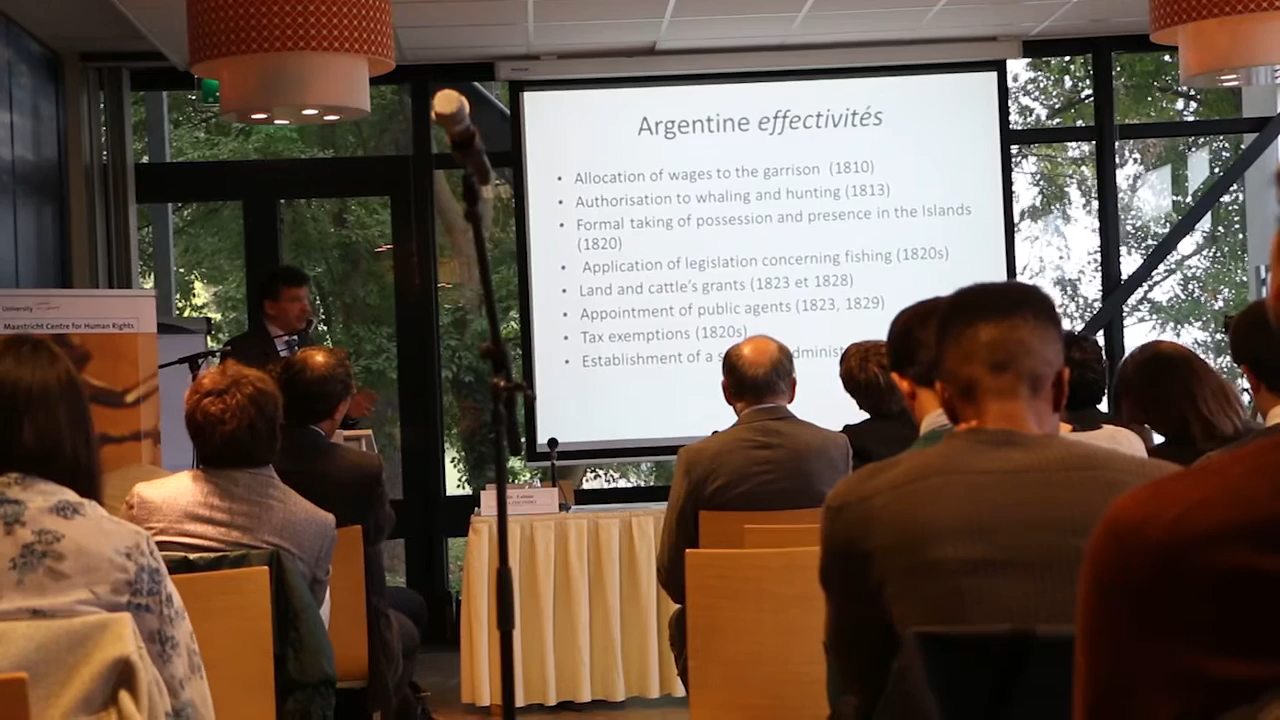 Argentine effectivités
• Allocation of wages to the garrison (1810)
• Authorisation to whaling and hunting (1813)
• Formal taking of possession and presence in the Islands
(1820)
• Application of legislation concerning fishing (1820s)
• Land and cattle's grants (1823 et 1828)
• Appointment of public agents (1823, 1829)
• Tax exemptions (1820s)
• Establishment of a
University
Maastricht Centre for Human Rights